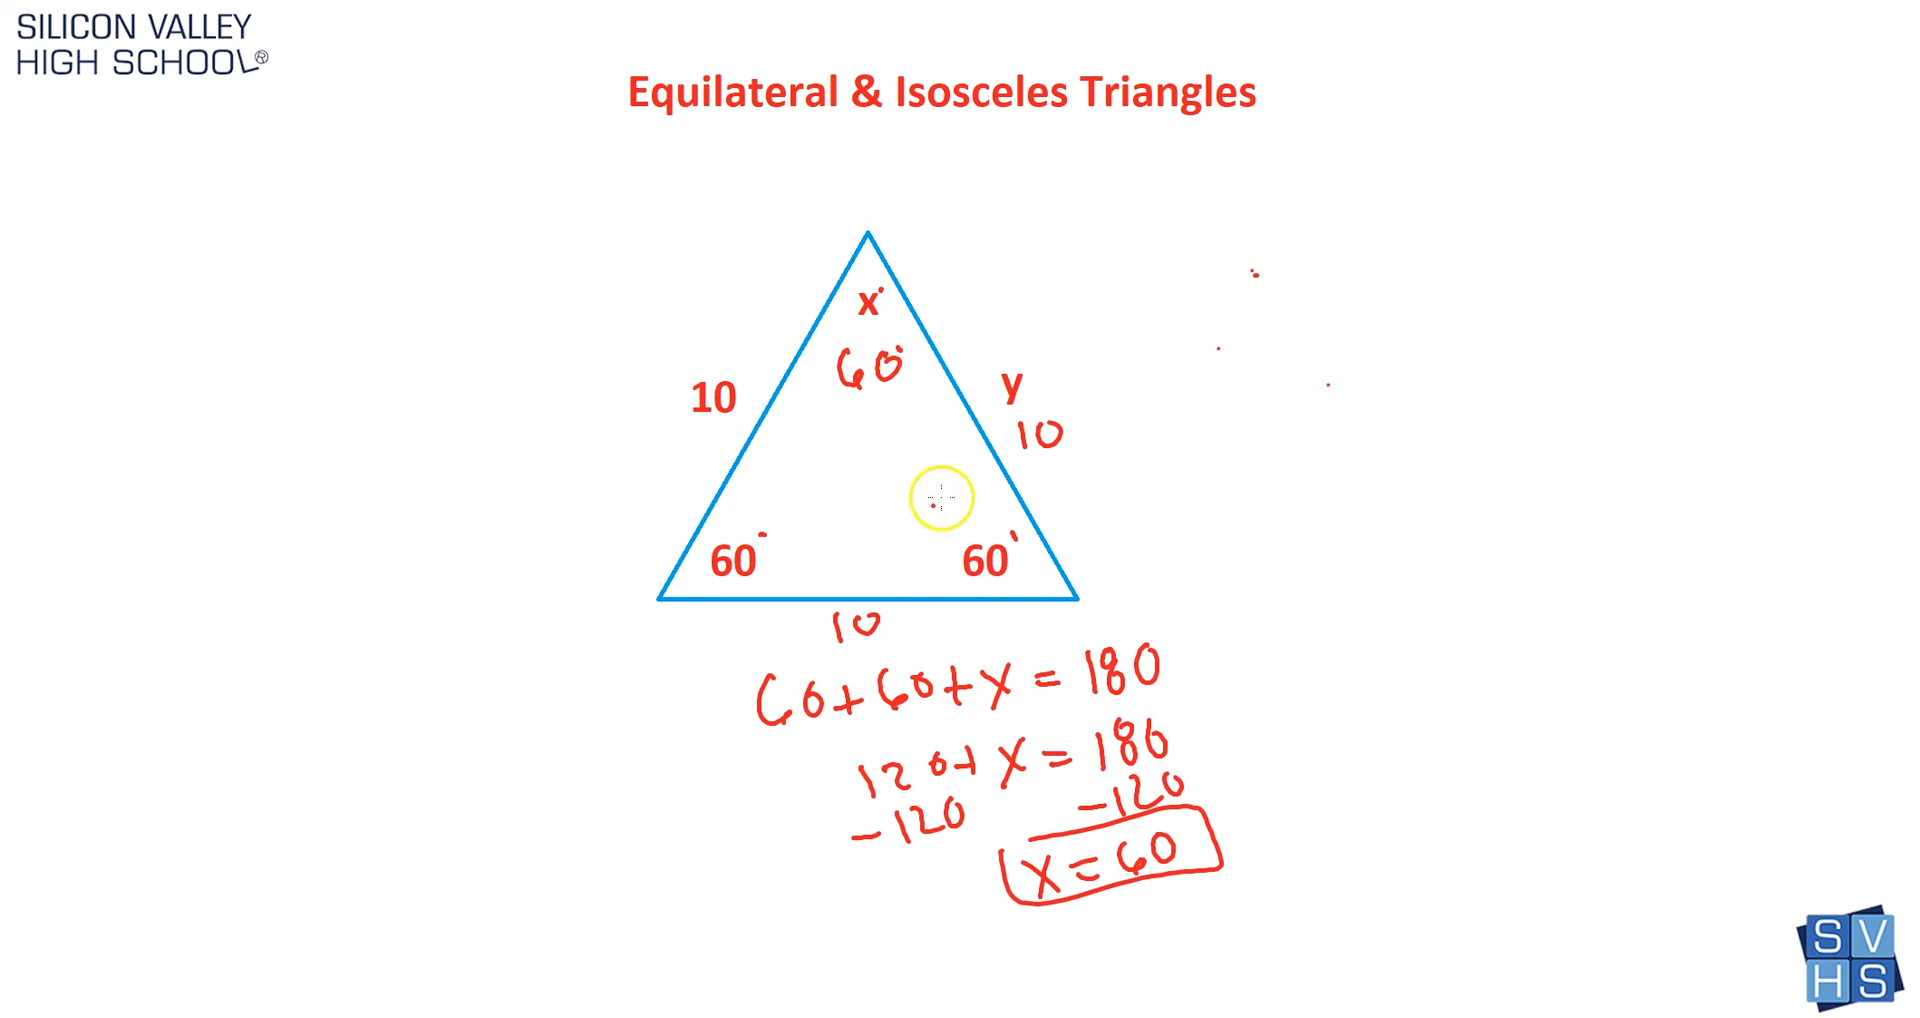 SILICON VALLEY
HIGH SCHOOL®
Equilateral & Isosceles Triangles
x°
60°
10
y
10
60°
60°
10
60+60+x=180
120+x=180
-120 -120
x=60
SV
HS